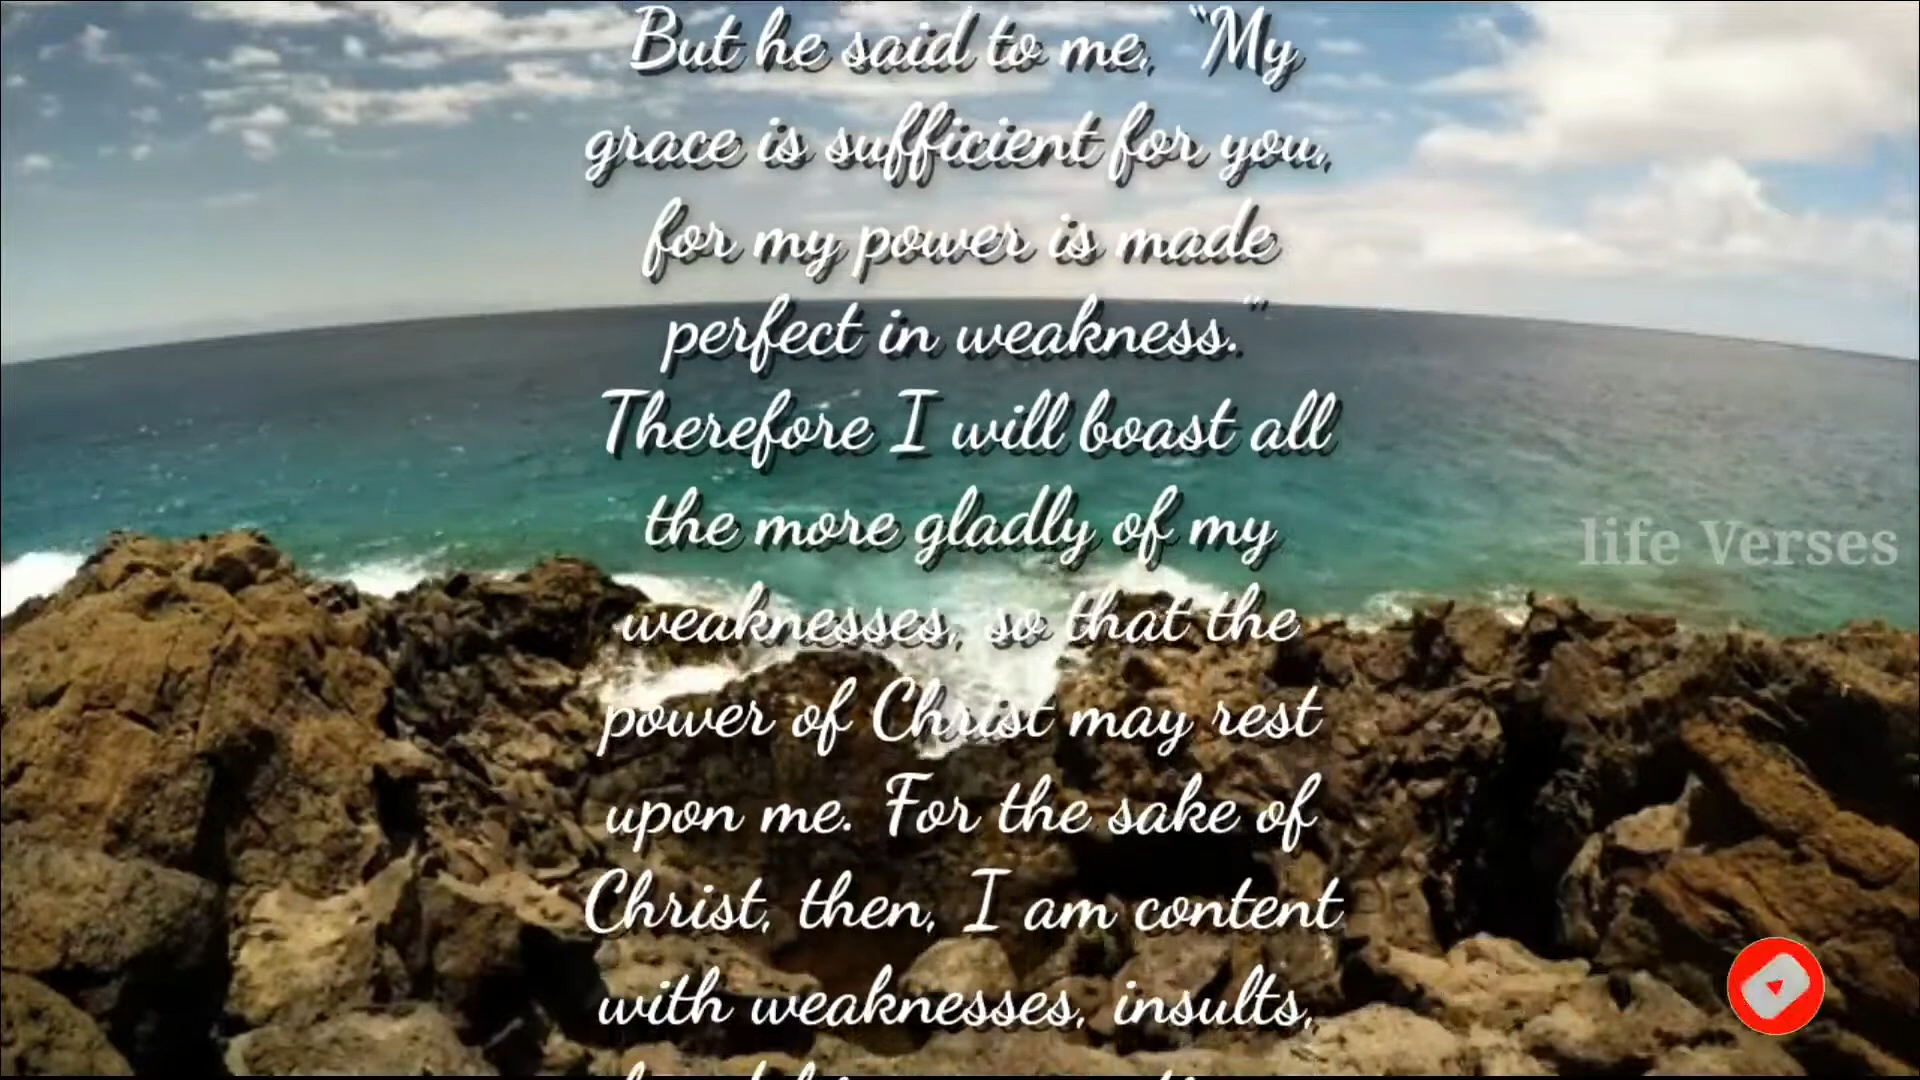 But he said to me, “My
grace is sufficient for you,
for my power is made
perfect in weakness.”
Therefore I will boast all
the more gladly of my
weaknesses, so that the
power of Christ may rest
upon me. For the sake of
Christ, then, I am content
with weaknesses, insults,
life Verses